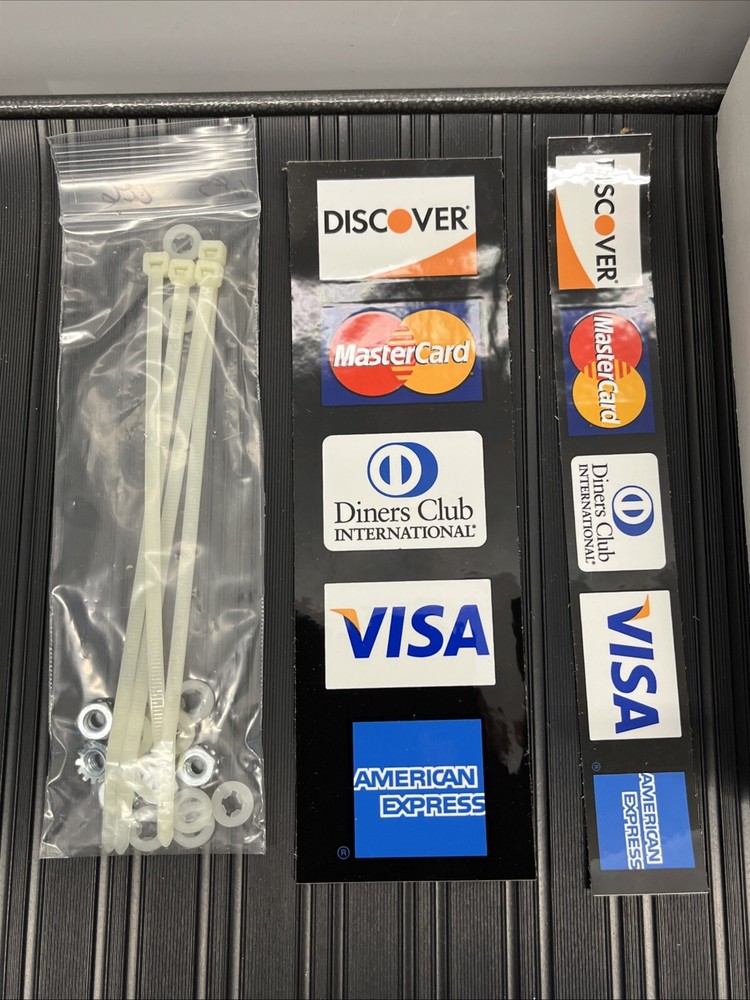 DISCOVER®
MasterCard
Diners Club
INTERNATIONAL®
VISA
AMERICAN
EXPRESS
®
DISCOVER
MasterCard
Diners Club
INTERNATIONAL®
VISA
®
AMERICAN
EXPRESS